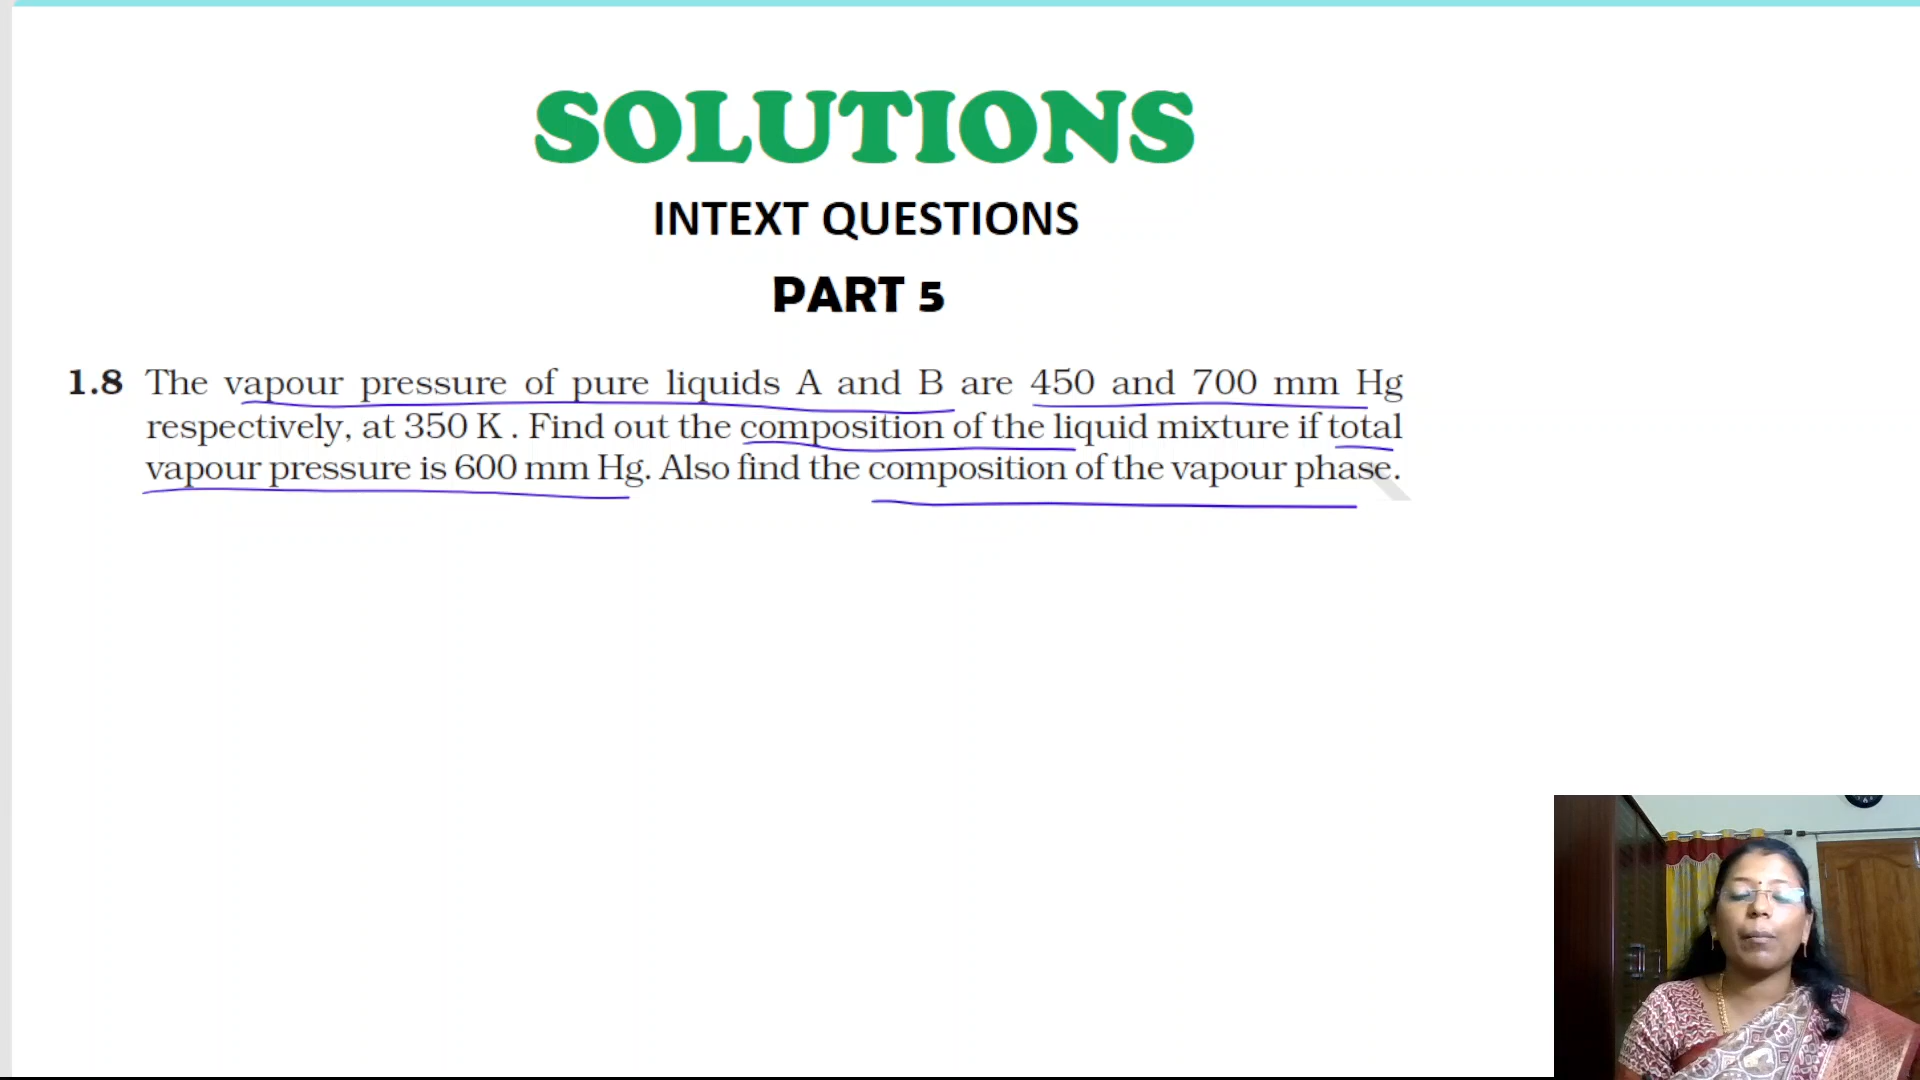 SOLUTIONS
INTEXT QUESTIONS
PART 5
1.8 The vapour pressure of pure liquids A and B are 450 and 700 mm Hg
respectively, at 350 K . Find out the composition of the liquid mixture if total
vapour pressure is 600 mm Hg. Also find the composition of the vapour phase.